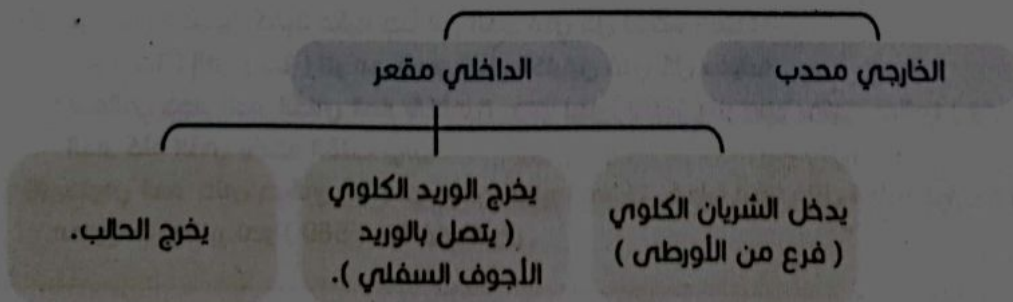 الخارجي محدب
الداخلي مقعر
يدخل الشريان الكلوي
( فرع من الأورطى )
يخرج الوريد الكلوي
( يتصل بالوريد
الأجوف السفلي ).
يخرج الحالب.